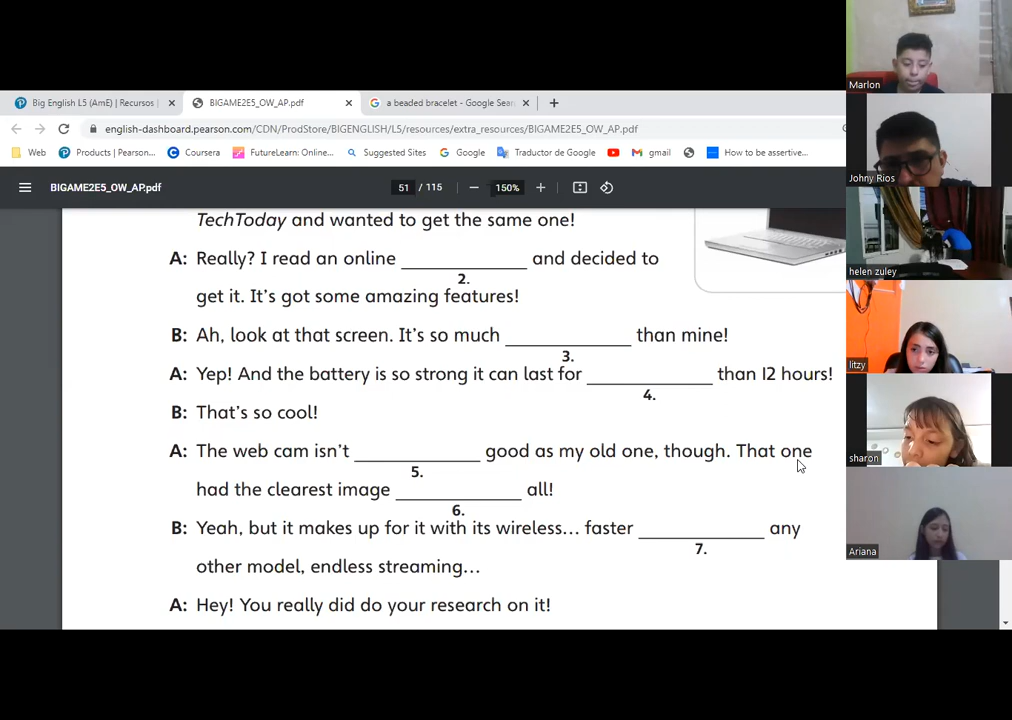 Big English L5 (AmE) | Recursos |
BIGAME2E5_OW_AP.pdf
a beaded bracelet - Google Sear
english-dashboard.pearson.com/CDN/ProdStore/BIGENGLISH/L5/resources/extra_resources/BIGAME2E5_OW_AP.pdf
Web
Products | Pearson...
Coursera
FutureLearn: Online...
Suggested Sites
Google
Traductor de Google
gmail
How to be assertive...
BIGAME2E5_OW_AP.pdf
51 / 115
150%
TechToday and wanted to get the same one!
A: Really? I read an online ____________ and decided to
2.
get it. It's got some amazing features!
B: Ah, look at that screen. It's so much ____________ than mine!
3.
A: Yep! And the battery is so strong it can last for ____________ than 12 hours!
4.
B: That's so cool!
A: The web cam isn't ____________ good as my old one, though. That one
5.
had the clearest image ____________ all!
6.
B: Yeah, but it makes up for it with its wireless... faster ____________ any
7.
other model, endless streaming...
A: Hey! You really did do your research on it!
Marlon
Johny Rios
helen zuley
litzy
sharon
Ariana